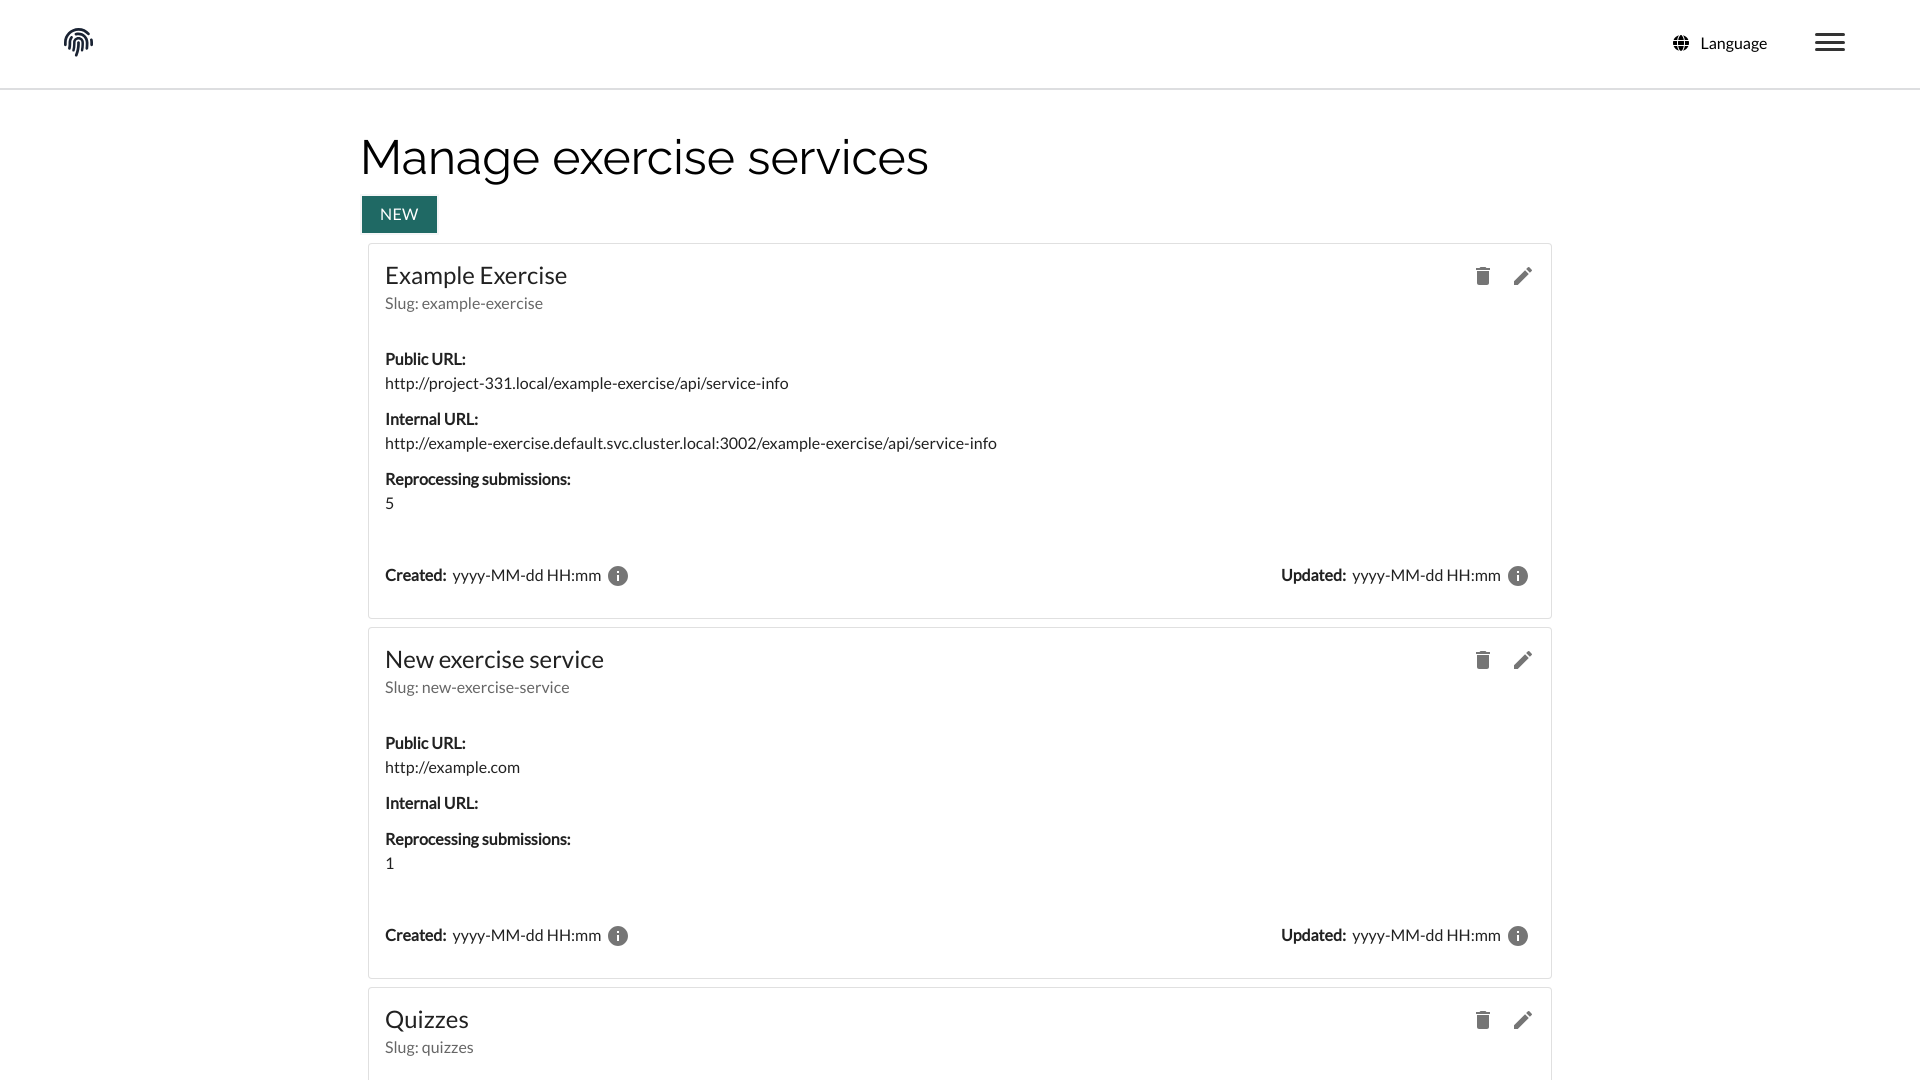 Language
Manage exercise services
NEW
Example Exercise
Slug: example-exercise
Public URL:
http://project-331.local/example-exercise/api/service-info
Internal URL:
http://example-exercise.default.svc.cluster.local:3002/example-exercise/api/service-info
Reprocessing submissions:
5
Created: yyyy-MM-dd HH:mm
Updated: yyyy-MM-dd HH:mm
New exercise service
Slug: new-exercise-service
Public URL:
http://example.com
Internal URL:
Reprocessing submissions:
1
Created: yyyy-MM-dd HH:mm
Updated: yyyy-MM-dd HH:mm
Quizzes
Slug: quizzes